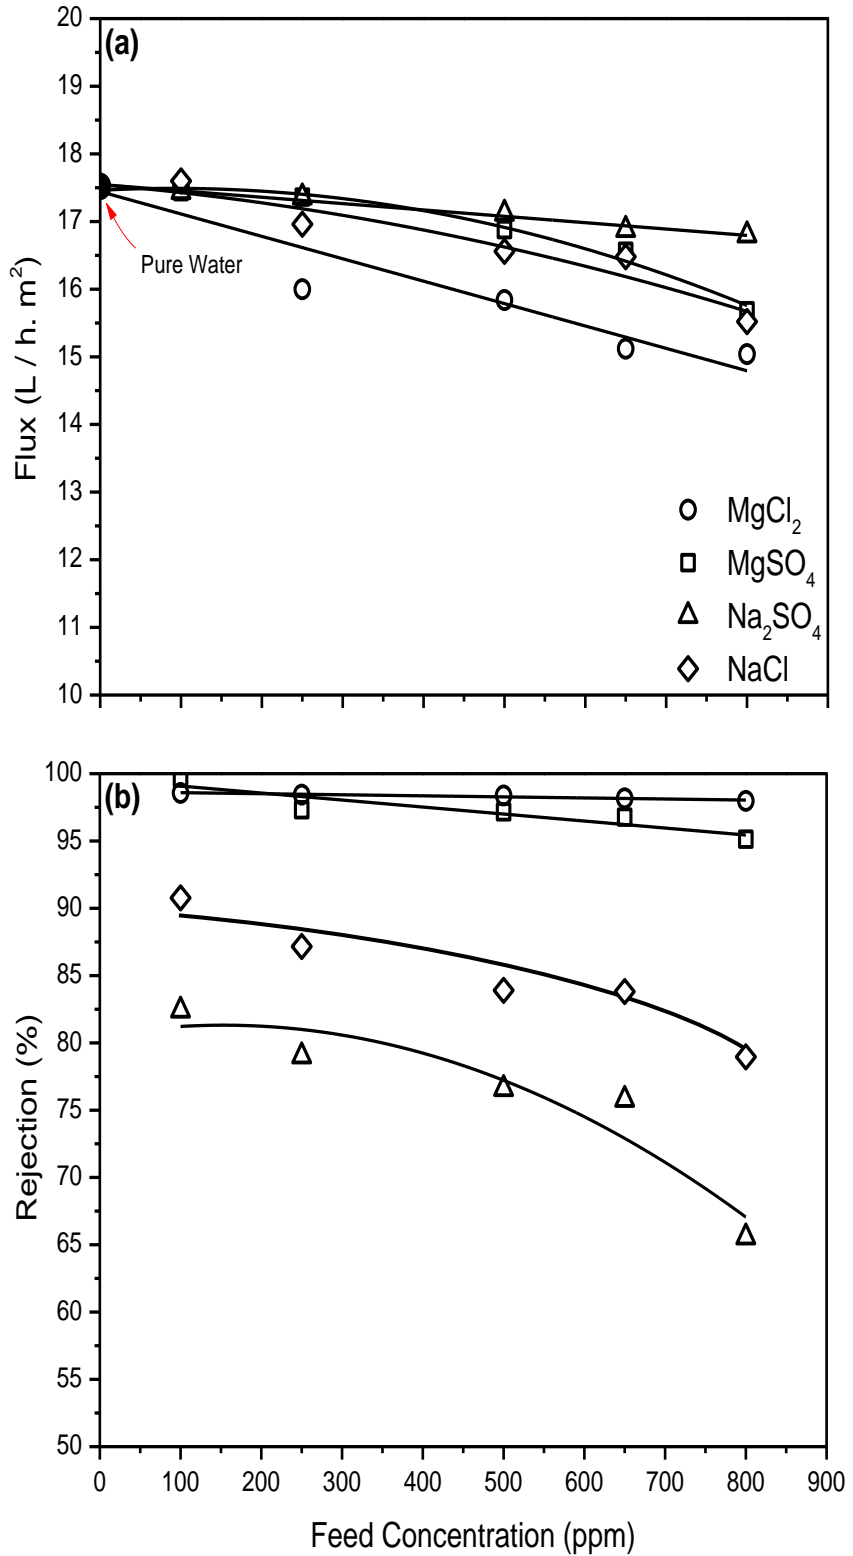 20
(a)
19
18
17
Pure Water
16
15
14
13
12
11
10
Flux (L / h. m²)
MgCl₂
MgSO₄
Na₂SO₄
NaCl
100
(b)
95
90
85
80
75
70
65
60
55
50
Rejection (%)
0 100 200 300 400 500 600 700 800 900
Feed Concentration (ppm)